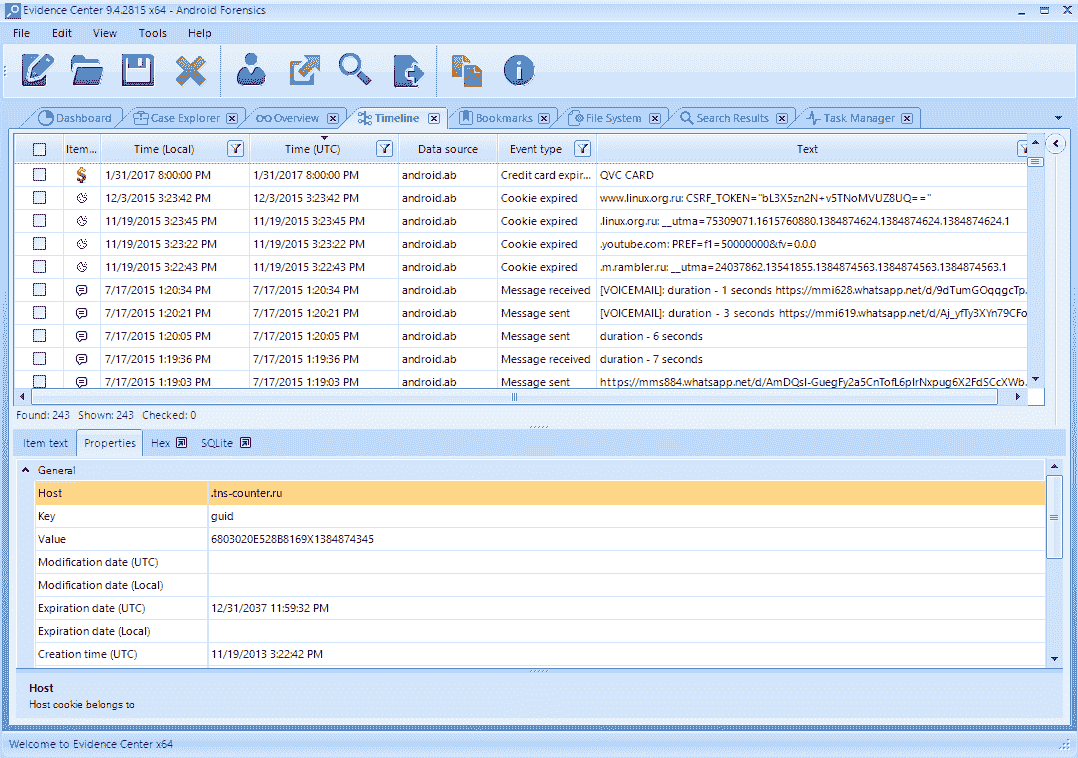 Evidence Center 9.4.2815 x64 - Android Forensics
File Edit View Tools Help
Dashboard Case Explorer Overview Timeline Bookmarks File System Search Results Task Manager
Item... Time (Local) Time (UTC) Data source Event type Text
1/31/2017 8:00:00 PM 1/31/2017 8:00:00 PM android.ab Credit card expir... QVC CARD
12/3/2015 3:23:42 PM 12/3/2015 3:23:42 PM android.ab Cookie expired www.linux.org.ru: CSRF_TOKEN="bL3X5zn2N+v5TNoMVUZ8UQ=="
11/19/2015 3:23:45 PM 11/19/2015 3:23:45 PM android.ab Cookie expired .linux.org.ru: __utma=75309071.1615760880.1384874624.1384874624.1384874624.1
11/19/2015 3:23:22 PM 11/19/2015 3:23:22 PM android.ab Cookie expired .youtube.com: PREF=f1=50000000&fv=0.0.0
11/19/2015 3:22:43 PM 11/19/2015 3:22:43 PM android.ab Cookie expired .m.rambler.ru: __utma=24037862.13541855.1384874563.1384874563.1384874563.1
7/17/2015 1:20:34 PM 7/17/2015 1:20:34 PM android.ab Message received [VOICEMAIL]: duration - 1 seconds https://mmi628.whatsapp.net/d/9dTumGOqqgcTp
7/17/2015 1:20:21 PM 7/17/2015 1:20:21 PM android.ab Message sent [VOICEMAIL]: duration - 3 seconds https://mmi619.whatsapp.net/d/Aj_yfTy3XYn79CFo
7/17/2015 1:20:05 PM 7/17/2015 1:20:05 PM android.ab Message sent duration - 6 seconds
7/17/2015 1:19:36 PM 7/17/2015 1:19:36 PM android.ab Message received duration - 7 seconds
7/17/2015 1:19:03 PM 7/17/2015 1:19:03 PM android.ab Message sent https://mms884.whatsapp.net/d/AmDQsI-GuegFy2a5CnTofL6pIrNxpug6X2FdSCcXWb
Found: 243 Shown: 243 Checked: 0
Item text Properties Hex SQLite
General
Host .tns-counter.ru
Key guid
Value 6803020E528B8169X1384874345
Modification date (UTC)
Modification date (Local)
Expiration date (UTC) 12/31/2037 11:59:32 PM
Expiration date (Local)
Creation time (UTC) 11/19/2013 3:22:42 PM
Host
Host cookie belongs to
Welcome to Evidence Center x64